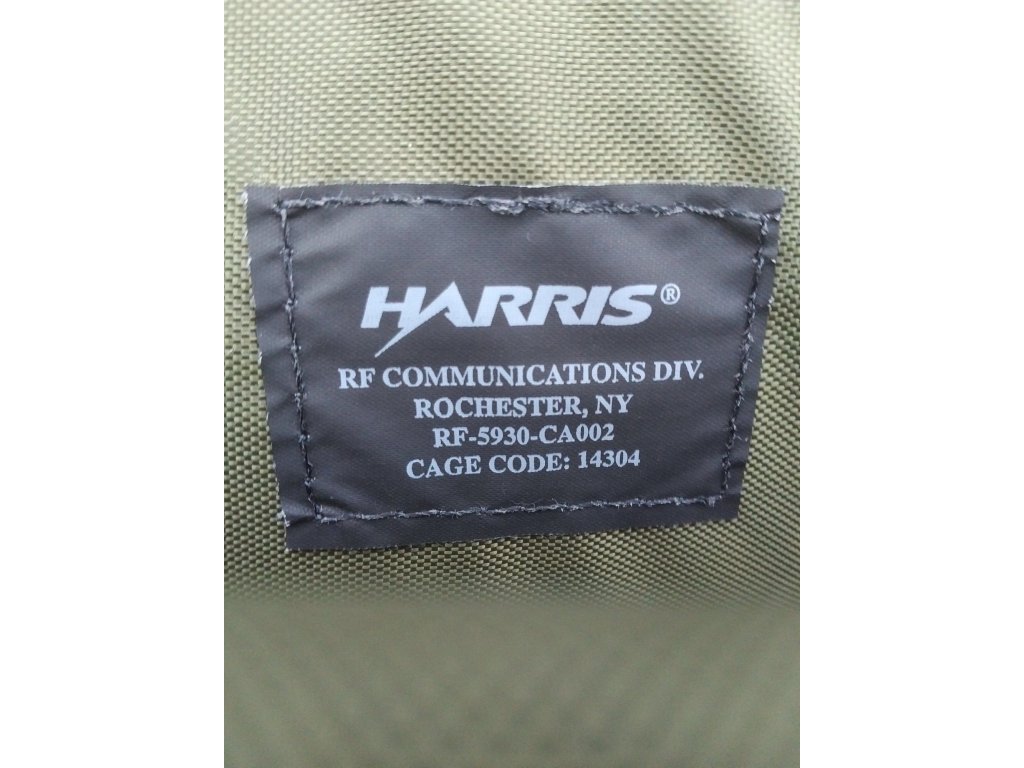 HARRIS®
RF COMMUNICATIONS DIV.
ROCHESTER, NY
RF-5930-CA002
CAGE CODE: 14304